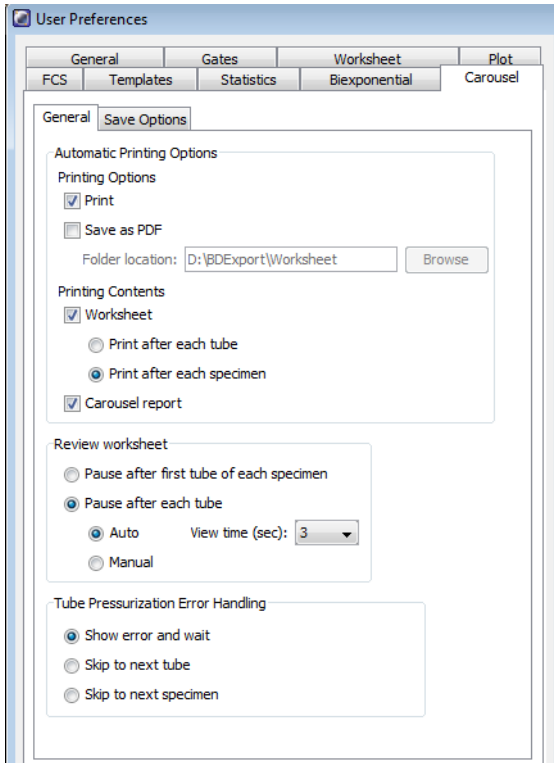 User Preferences
General Gates Worksheet Plot
FCS Templates Statistics Biexponential Carousel
General Save Options
Automatic Printing Options
Printing Options
Print
Save as PDF
Folder location: D:\BDExport\Worksheet Browse
Printing Contents
Worksheet
Print after each tube
Print after each specimen
Carousel report
Review worksheet
Pause after first tube of each specimen
Pause after each tube
Auto View time (sec): 3
Manual
Tube Pressurization Error Handling
Show error and wait
Skip to next tube
Skip to next specimen